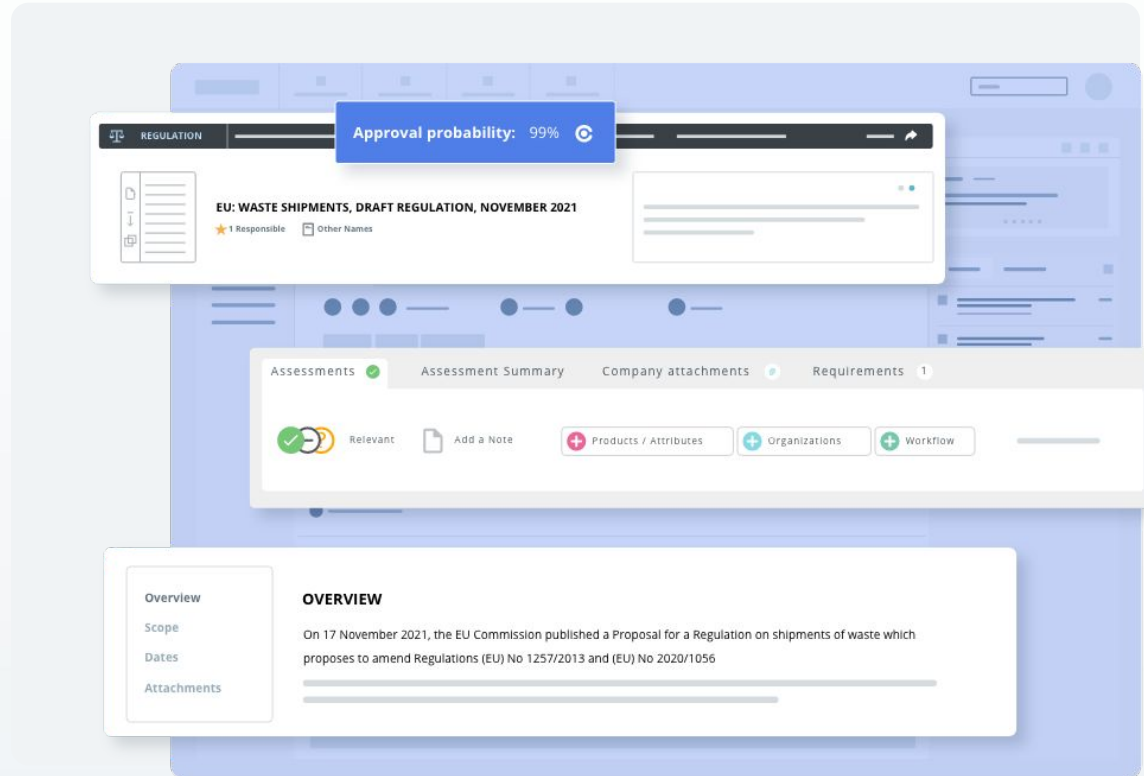 REGULATION
Approval probability: 99%
EU: WASTE SHIPMENTS, DRAFT REGULATION, NOVEMBER 2021
1 Responsible Other Names
Assessments Assessment Summary Company attachments Requirements 1
Relevant Add a Note Products / Attributes Organizations Workflow
Overview
Scope
Dates
Attachments
OVERVIEW
On 17 November 2021, the EU Commission published a Proposal for a Regulation on shipments of waste which
proposes to amend Regulations (EU) No 1257/2013 and (EU) No 2020/1056